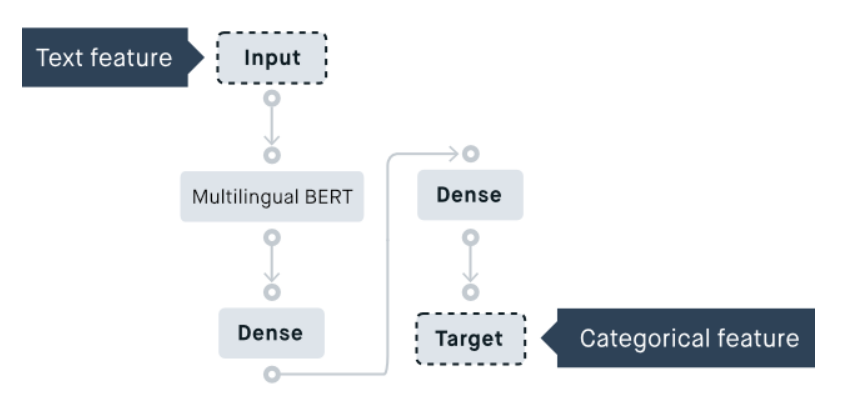 Text feature
Input
Multilingual BERT
Dense
Dense
Target
Categorical feature